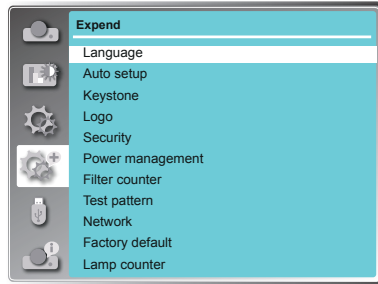 Expend
Language
Auto setup
Keystone
Logo
Security
Power management
Filter counter
Test pattern
Network
Factory default
Lamp counter